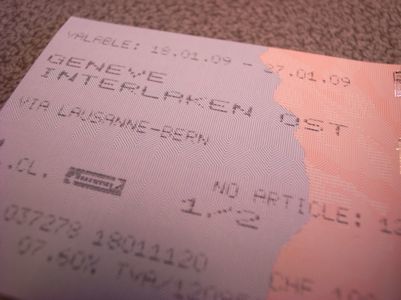 VALABLE: 18.01.09 - 27.01.09
GENEVE
INTERLAKEN OST
VIA LAUSANNE-BERN
.CL.
NO ARTICLE:
1/2
037278 18011120
07.60% TVA/
CHF